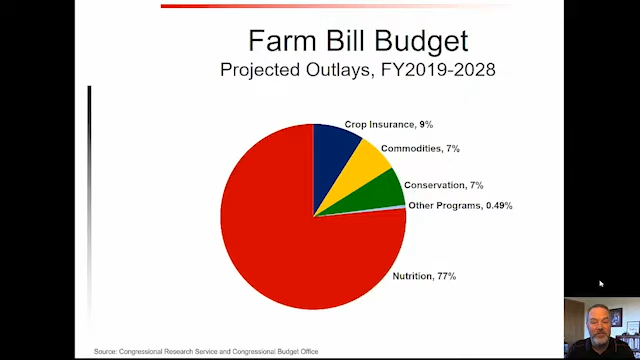 Farm Bill Budget
Projected Outlays, FY2019-2028
Crop Insurance, 9%
Commodities, 7%
Conservation, 7%
Other Programs, 0.49%
Nutrition, 77%
Source: Congressional Research Service and Congressional Budget Office